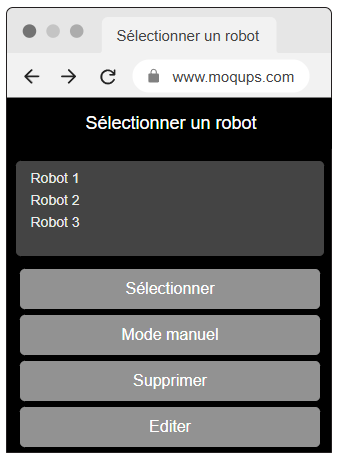 Sélectionner un robot
www.moqups.com
Sélectionner un robot
Robot 1
Robot 2
Robot 3
Sélectionner
Mode manuel
Supprimer
Editer